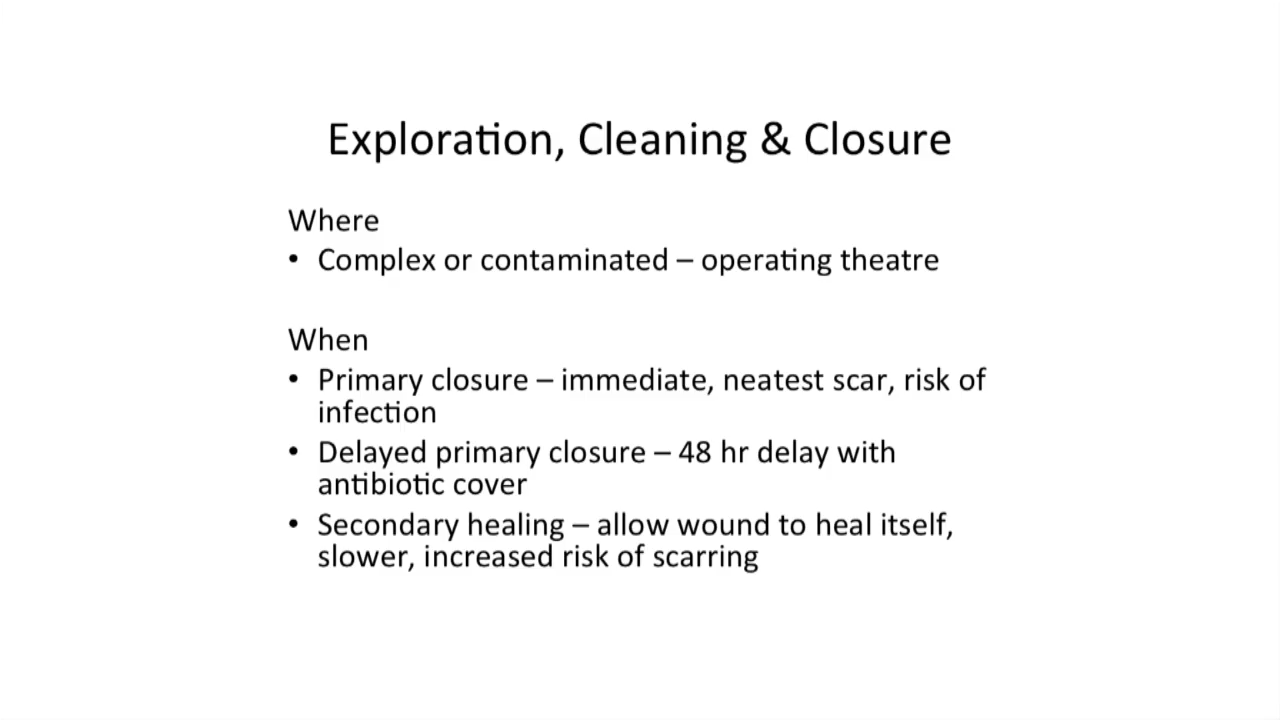 Exploration, Cleaning & Closure
Where
• Complex or contaminated – operating theatre
When
• Primary closure – immediate, neatest scar, risk of
infection
• Delayed primary closure – 48 hr delay with
antibiotic cover
• Secondary healing – allow wound to heal itself,
slower, increased risk of scarring